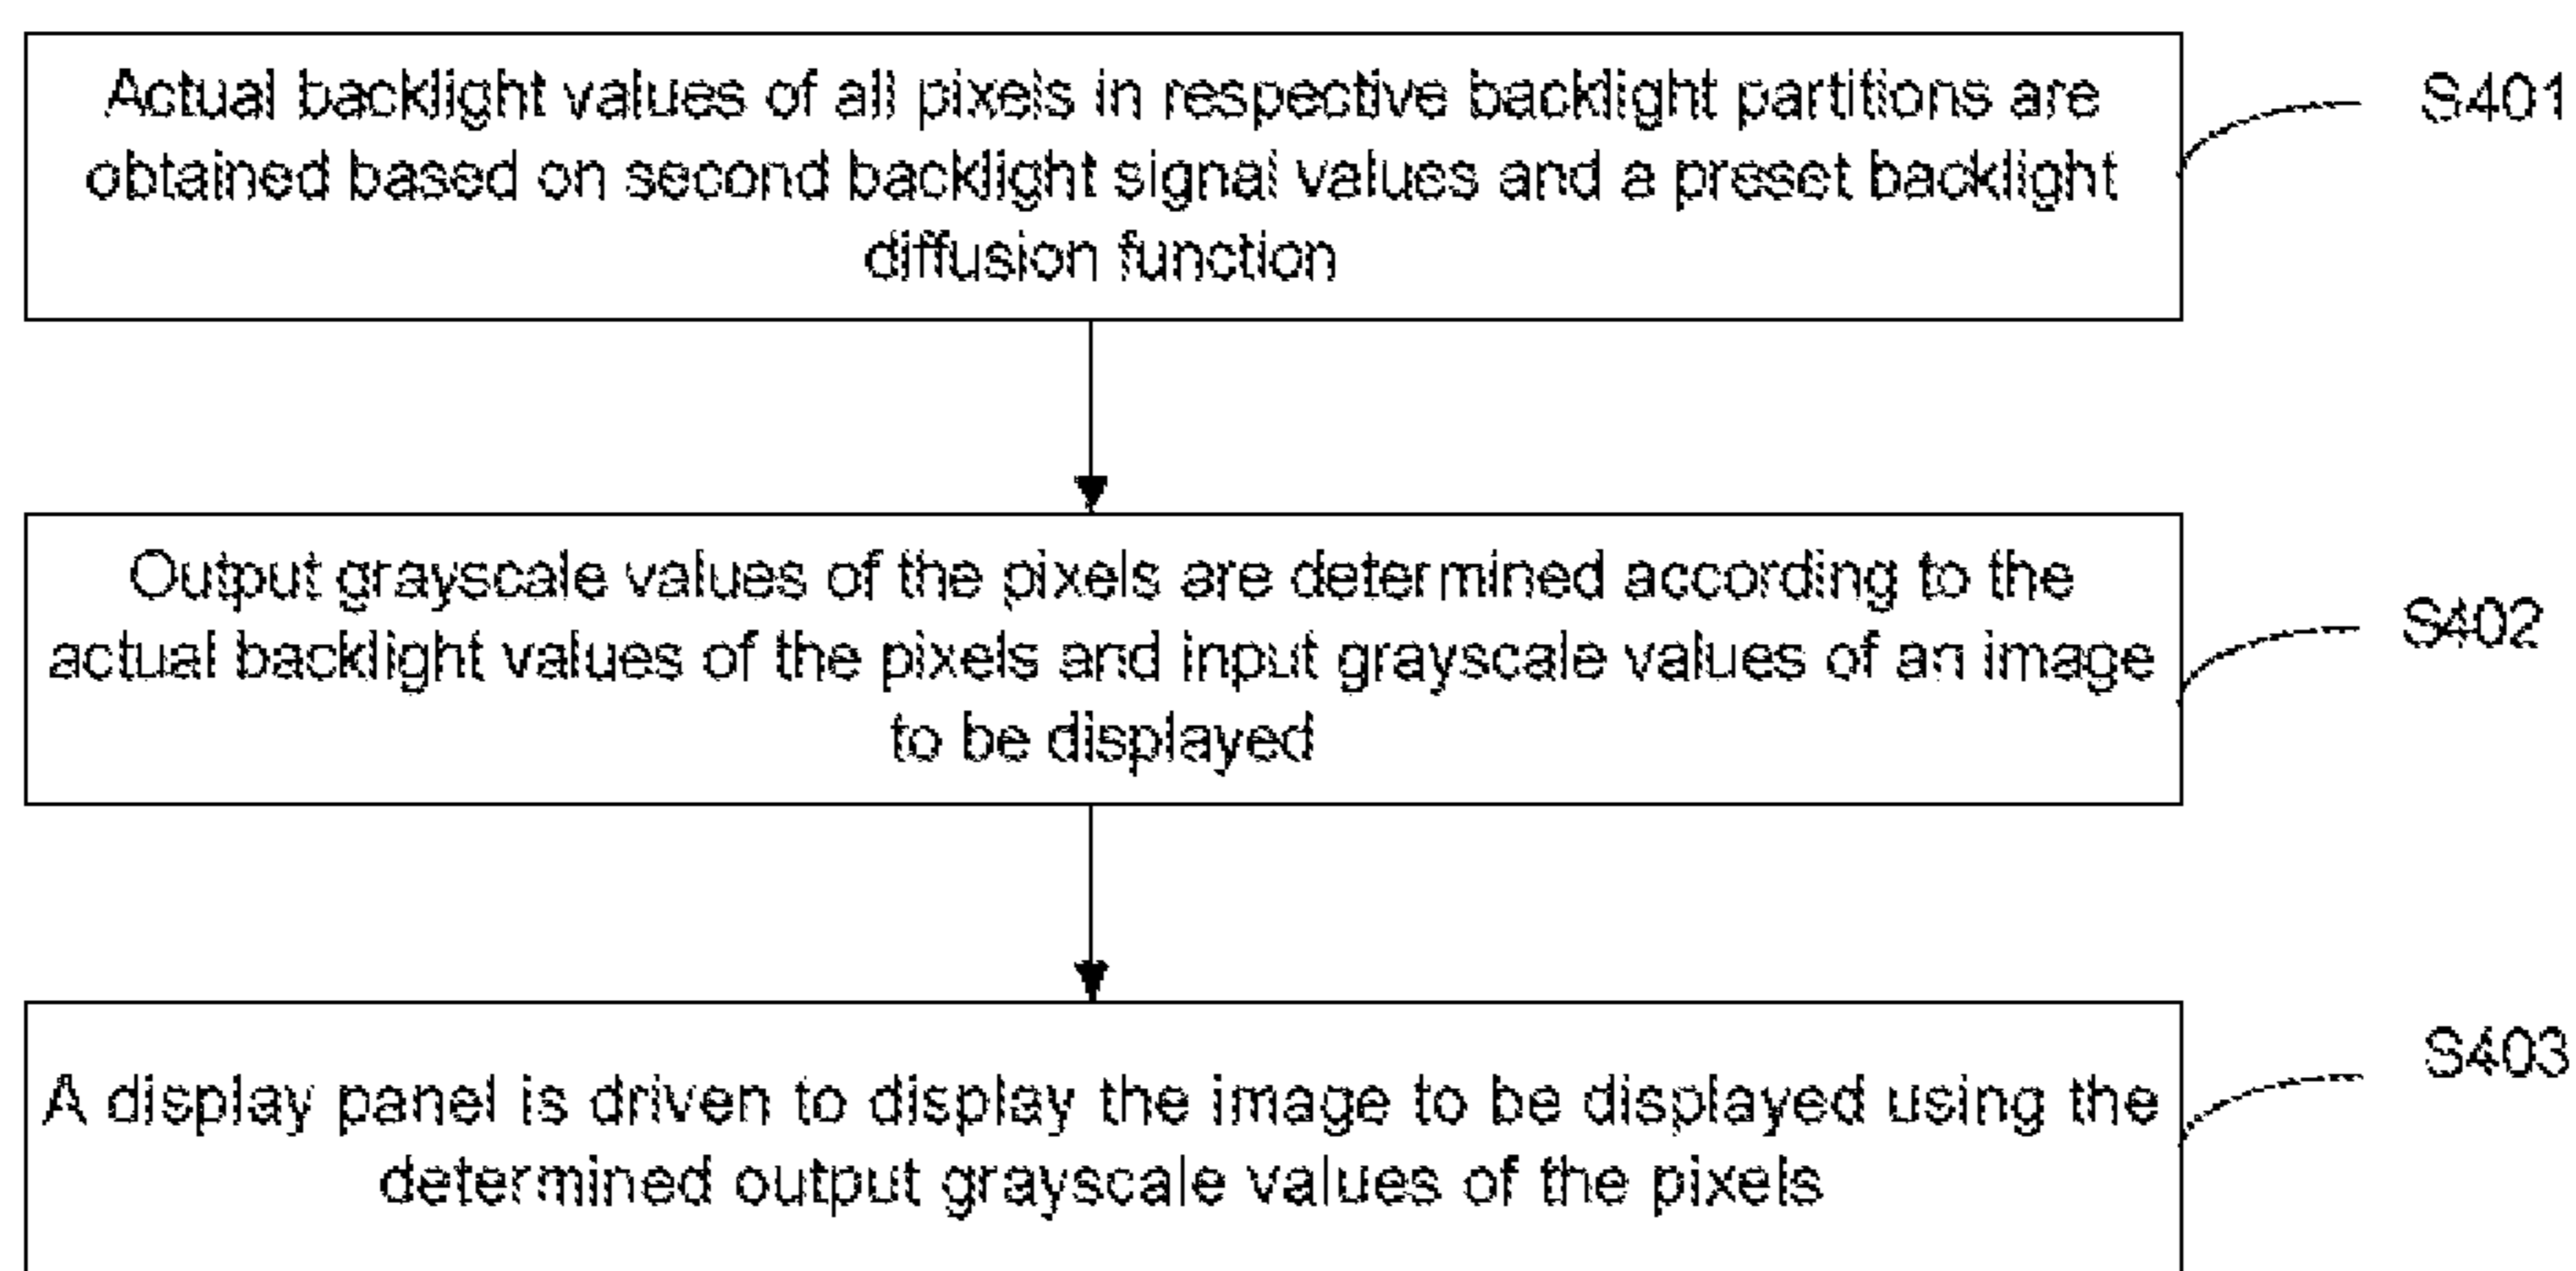 Actual backlight values of all pixels in respective backlight partitions are
obtained based on second backlight signal values and a preset backlight
diffusion function
S401
Output grayscale values of the pixels are determined according to the
actual backlight values of the pixels and input grayscale values of an image
to be displayed
S402
A display panel is driven to display the image to be displayed using the
determined output grayscale values of the pixels
S403